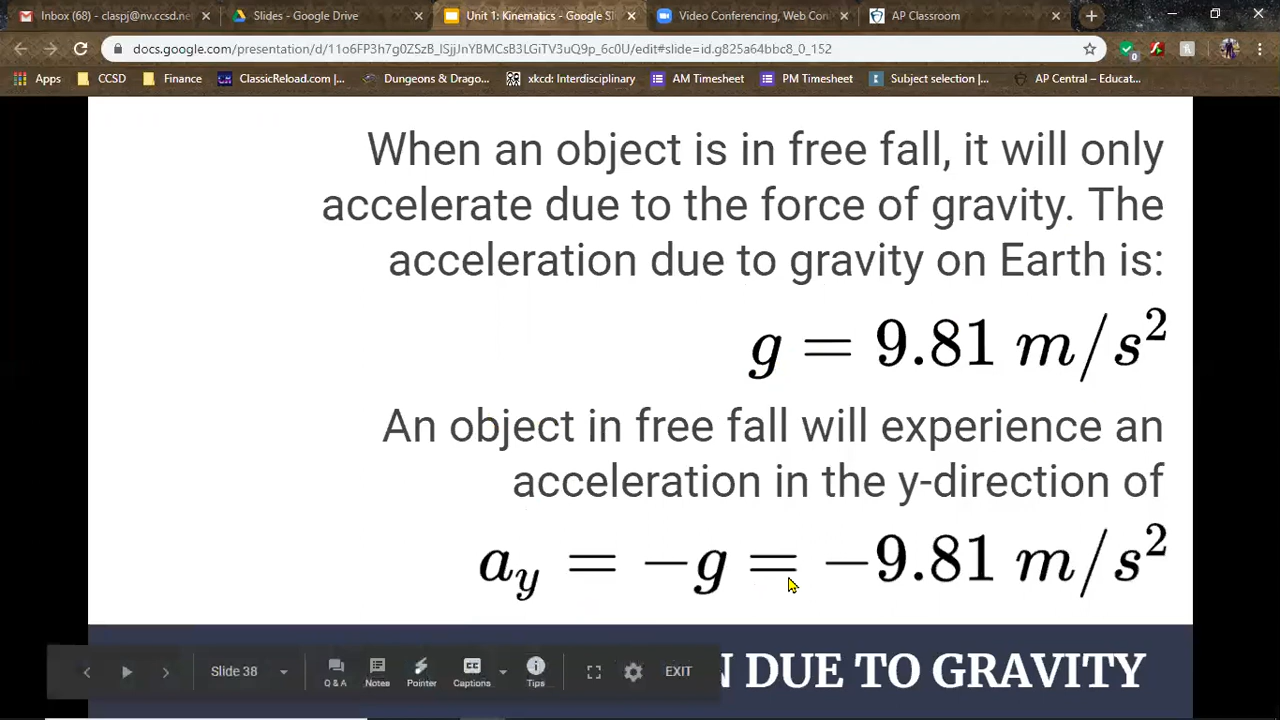 Inbox (68) - claspj@nv.ccsd.net
Slides - Google Drive
Unit 1: Kinematics - Google Sli
Video Conferencing, Web Con
AP Classroom
docs.google.com/presentation/d/11o6FP3h7g0ZSzB_lSjjJnYBMCsB3LGiTV3uQ9p_6c0U/edit#slide=id.g825a64bbc8_0_152
Apps
CCSD
Finance
ClassicReload.com |...
Dungeons & Drago...
xkcd: Interdisciplinary
AM Timesheet
PM Timesheet
Subject selection |...
AP Central – Educat...
When an object is in free fall, it will only
accelerate due to the force of gravity. The
acceleration due to gravity on Earth is:
g = 9.81 m/s²
An object in free fall will experience an
acceleration in the y-direction of
a_y = −g = −9.81 m/s²
N DUE TO GRAVITY
Slide 38
Q & A
Notes
Pointer
CC
Captions
Tips
EXIT